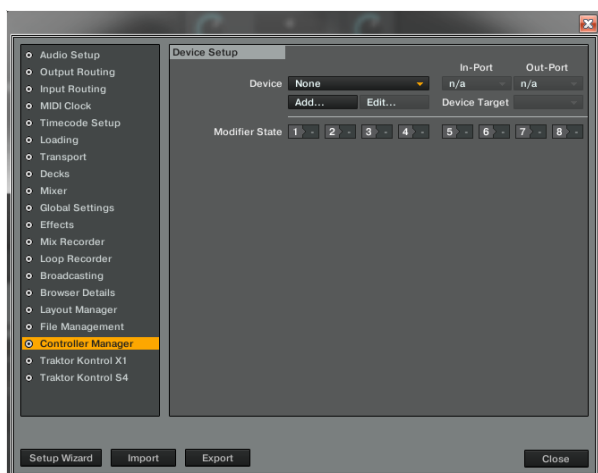 Audio Setup
Output Routing
Input Routing
MIDI Clock
Timecode Setup
Loading
Transport
Decks
Mixer
Global Settings
Effects
Mix Recorder
Loop Recorder
Broadcasting
Browser Details
Layout Manager
File Management
Controller Manager
Traktor Kontrol X1
Traktor Kontrol S4
Device Setup
In-Port Out-Port
Device None n/a n/a
Add... Edit... Device Target
Modifier State 1 - 2 - 3 - 4 - 5 - 6 - 7 - 8 -
Setup Wizard Import Export Close